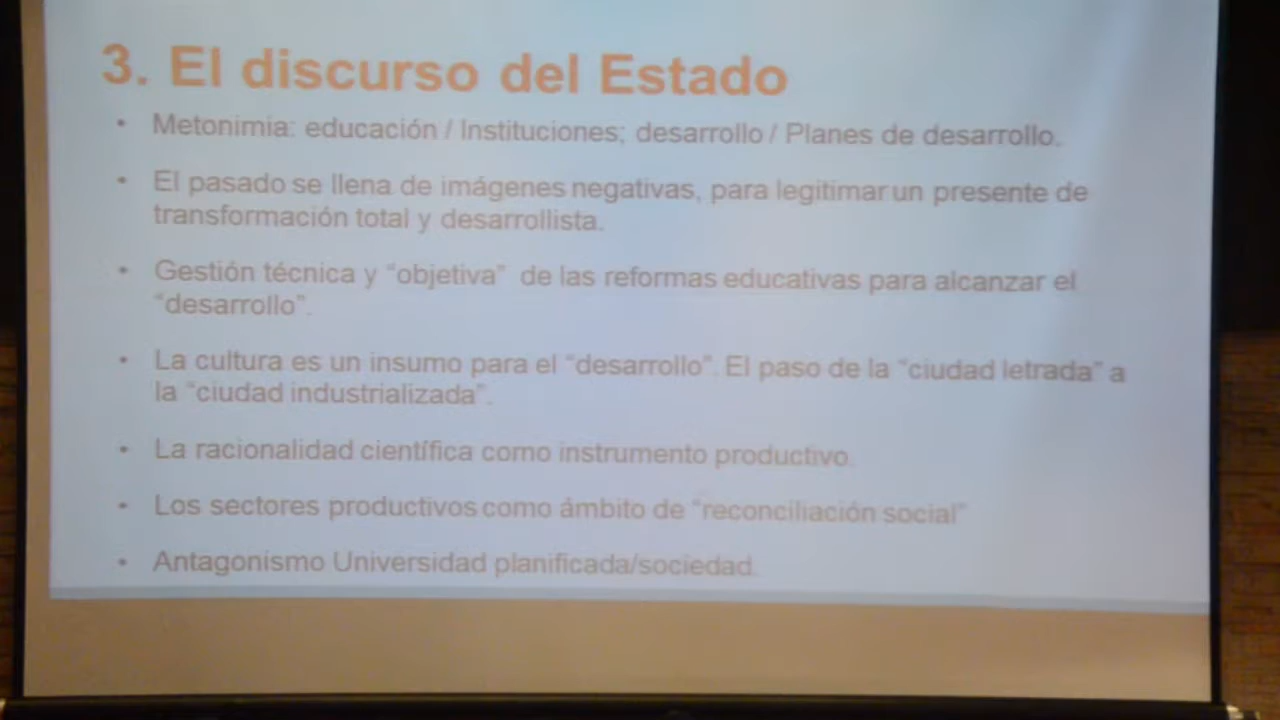 3. El discurso del Estado
• Metonimia: educación / Instituciones; desarrollo / Planes de desarrollo.
• El pasado se llena de imágenes negativas, para legitimar un presente de
transformación total y desarrollista.
• Gestión técnica y “objetiva” de las reformas educativas para alcanzar el
“desarrollo”.
• La cultura es un insumo para el “desarrollo”. El paso de la “ciudad letrada” a
la “ciudad industrializada”.
• La racionalidad científica como instrumento productivo.
• Los sectores productivos como ámbito de “reconciliación social”
• Antagonismo Universidad planificada/sociedad.